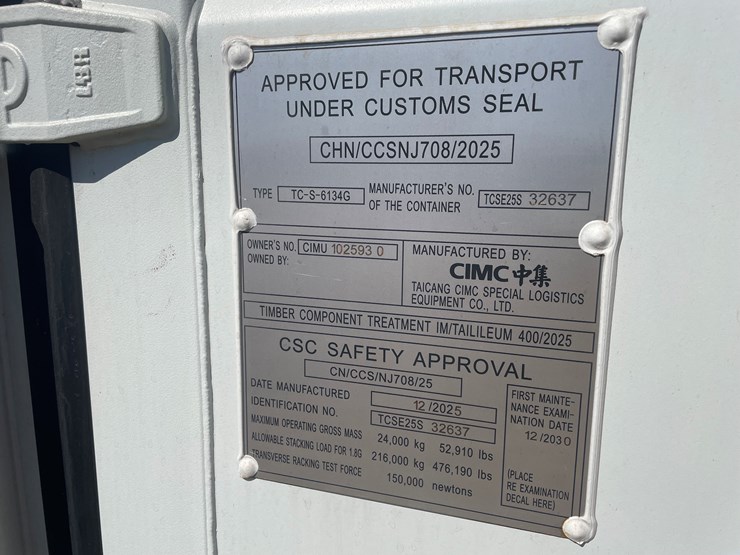 LBH
APPROVED FOR TRANSPORT
UNDER CUSTOMS SEAL
CHN/CCSNJ708/2025
TYPE TC-S-6134G MANUFACTURER'S NO. OF THE CONTAINER TCSE25S 32637
OWNER'S NO. CIMU 102593 0
OWNED BY: -
MANUFACTURED BY:
CIMC中集
TAICANG CIMC SPECIAL LOGISTICS
EQUIPMENT CO., LTD.
TIMBER COMPONENT TREATMENT IM/TAILILEUM 400/2025
CSC SAFETY APPROVAL
CN/CCS/NJ708/25
DATE MANUFACTURED 12/2025
IDENTIFICATION NO. TCSE25S 32637
MAXIMUM OPERATING GROSS MASS 24,000 kg 52,910 lbs
ALLOWABLE STACKING LOAD FOR 1.8G 216,000 kg 476,190 lbs
TRANSVERSE RACKING TEST FORCE 150,000 newtons
FIRST MAINTE-
NANCE EXAMI-
NATION DATE
12/2030
(PLACE
RE EXAMINATION
DECAL HERE)